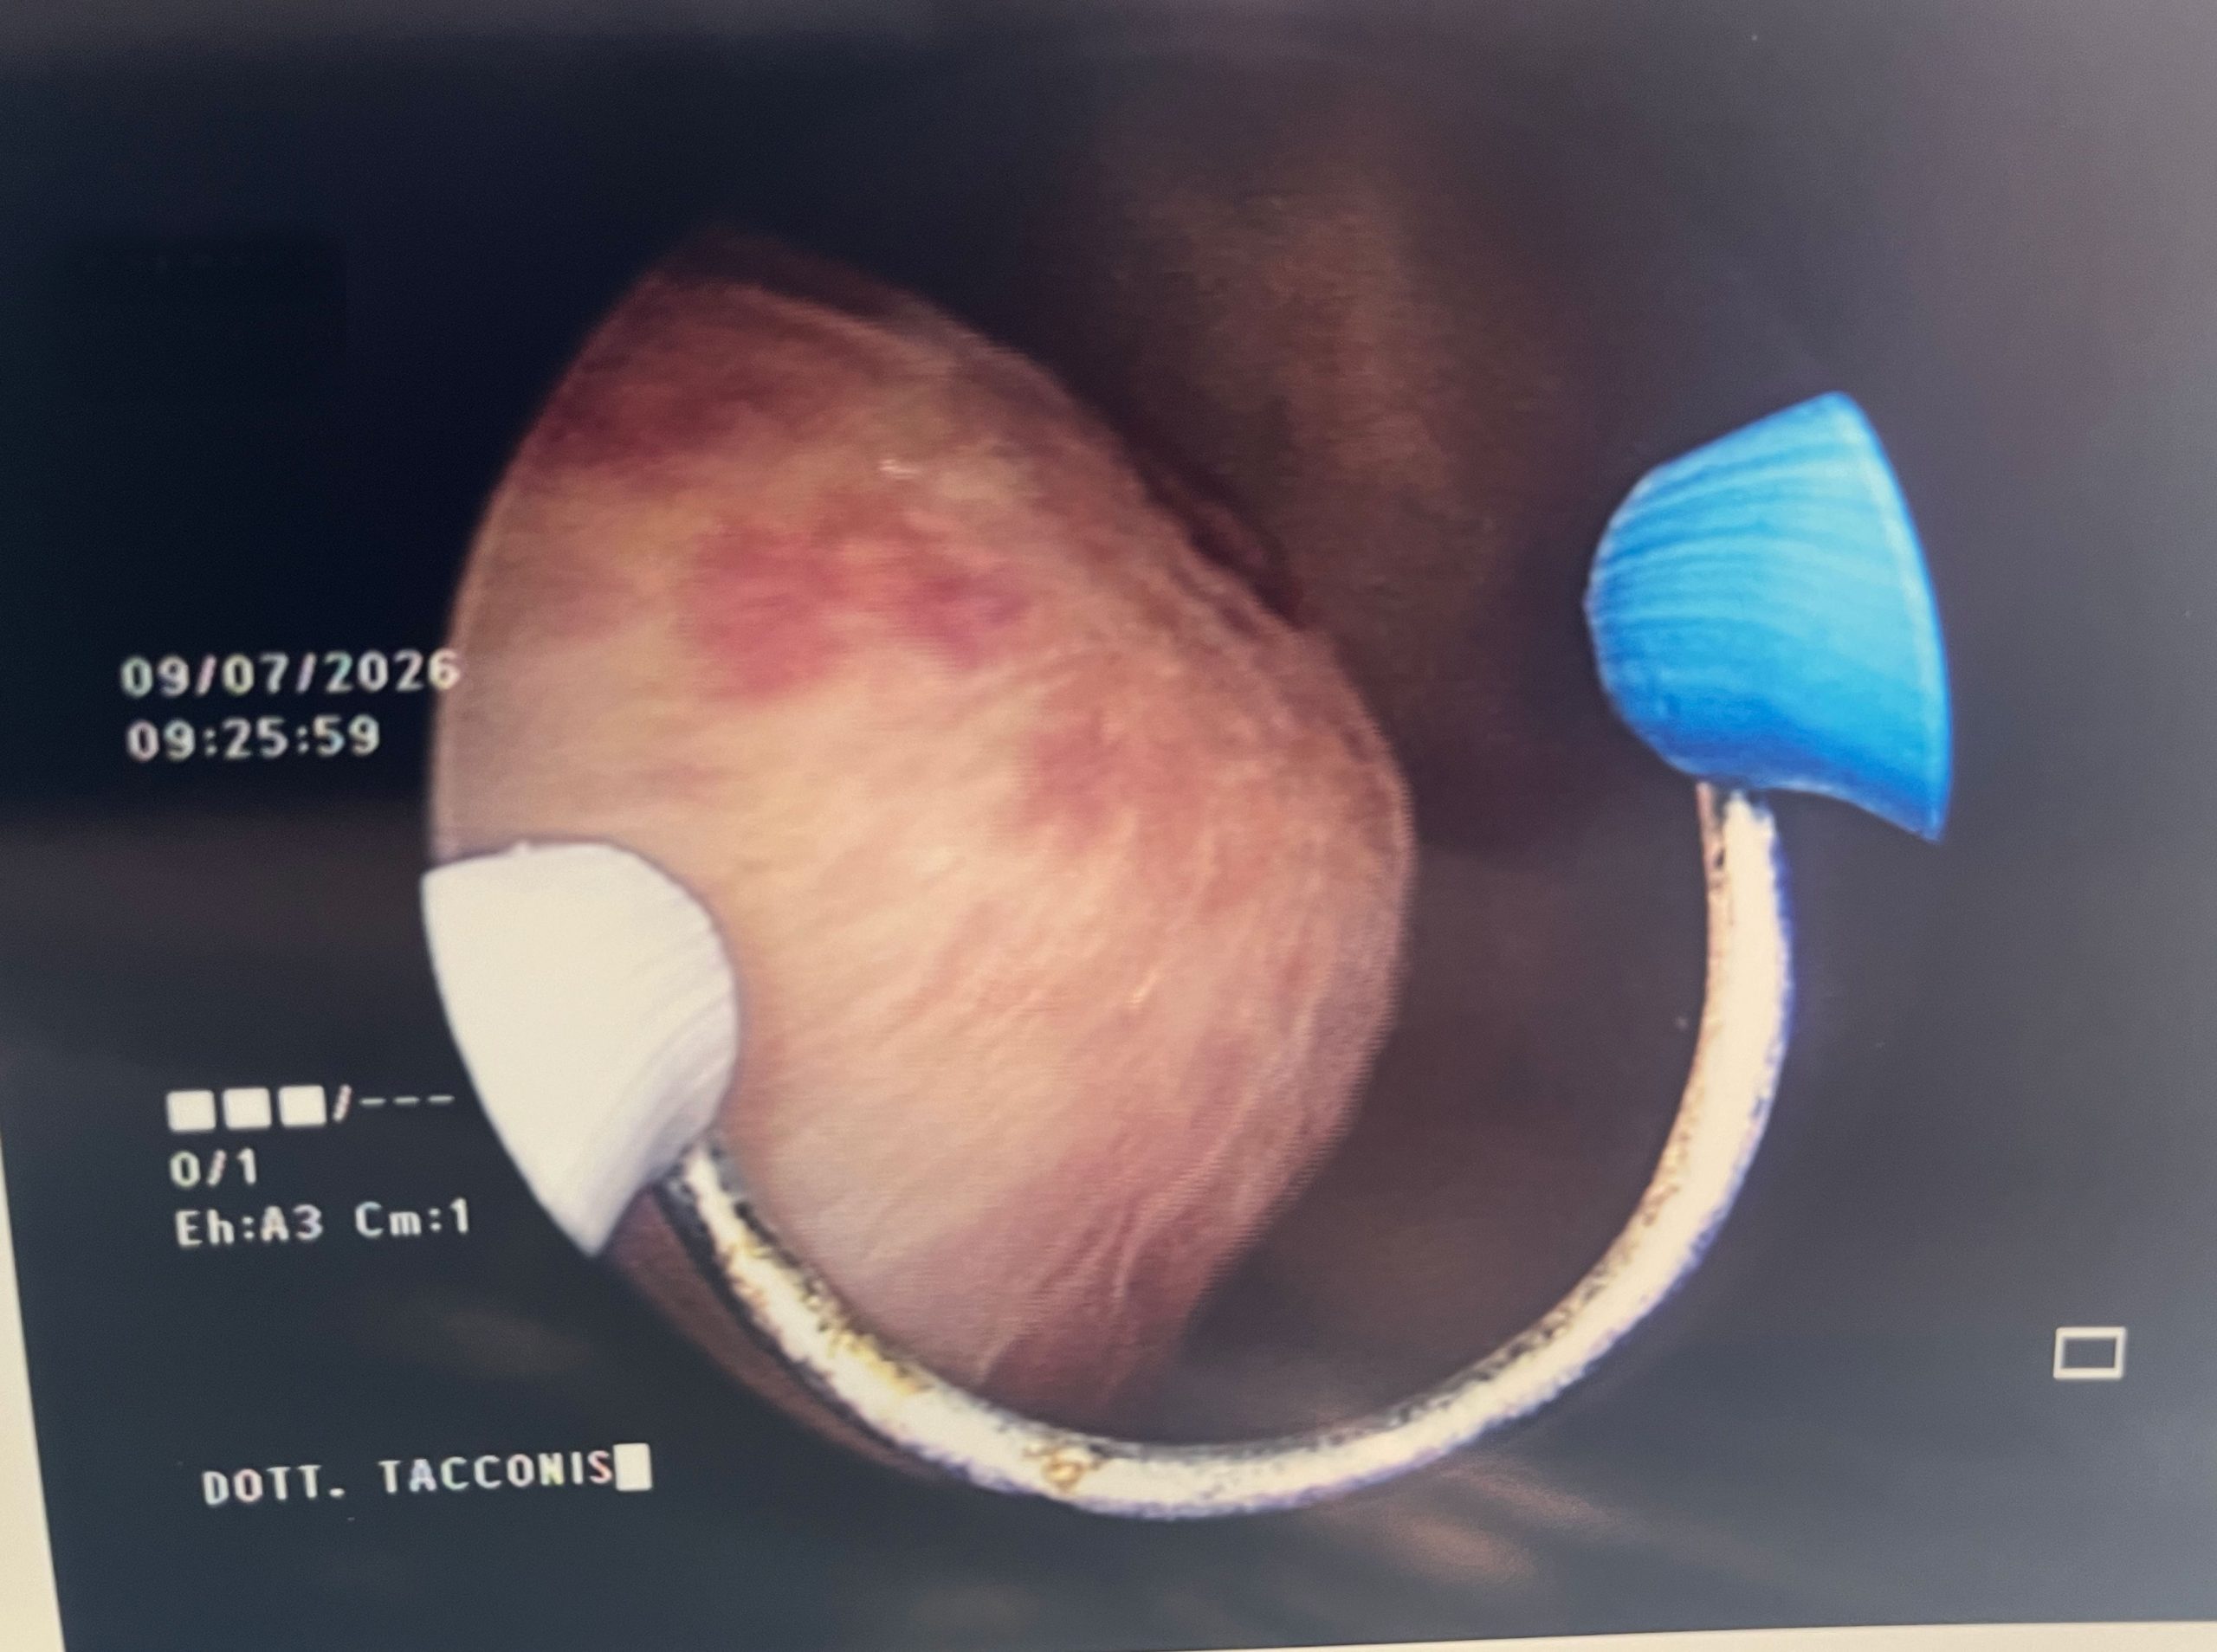 09/07/2026
09:25:59
■■■/---
0/1
Eh:A3 Cm:1
DOTT. TACCONIS